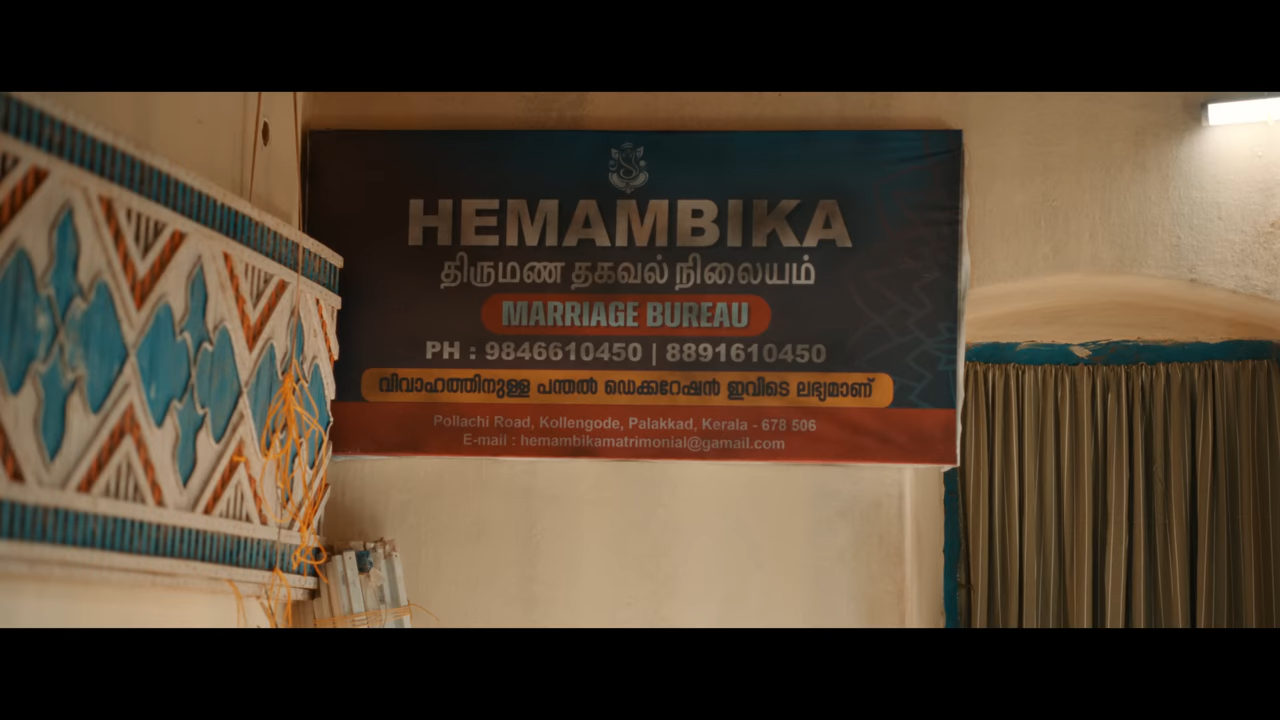 HEMAMBIKA
திருமண தகவல் நிலையம்
MARRIAGE BUREAU
PH : 9846610450 | 8891610450
വിവാഹത്തിനുള്ള പന്തൽ ഡെക്കറേഷൻ ഇവിടെ ലഭ്യമാണ്
Pollachi Road, Kollengode, Palakkad, Kerala - 678 506
E-mail : hemambikamatrimonial@gamail.com